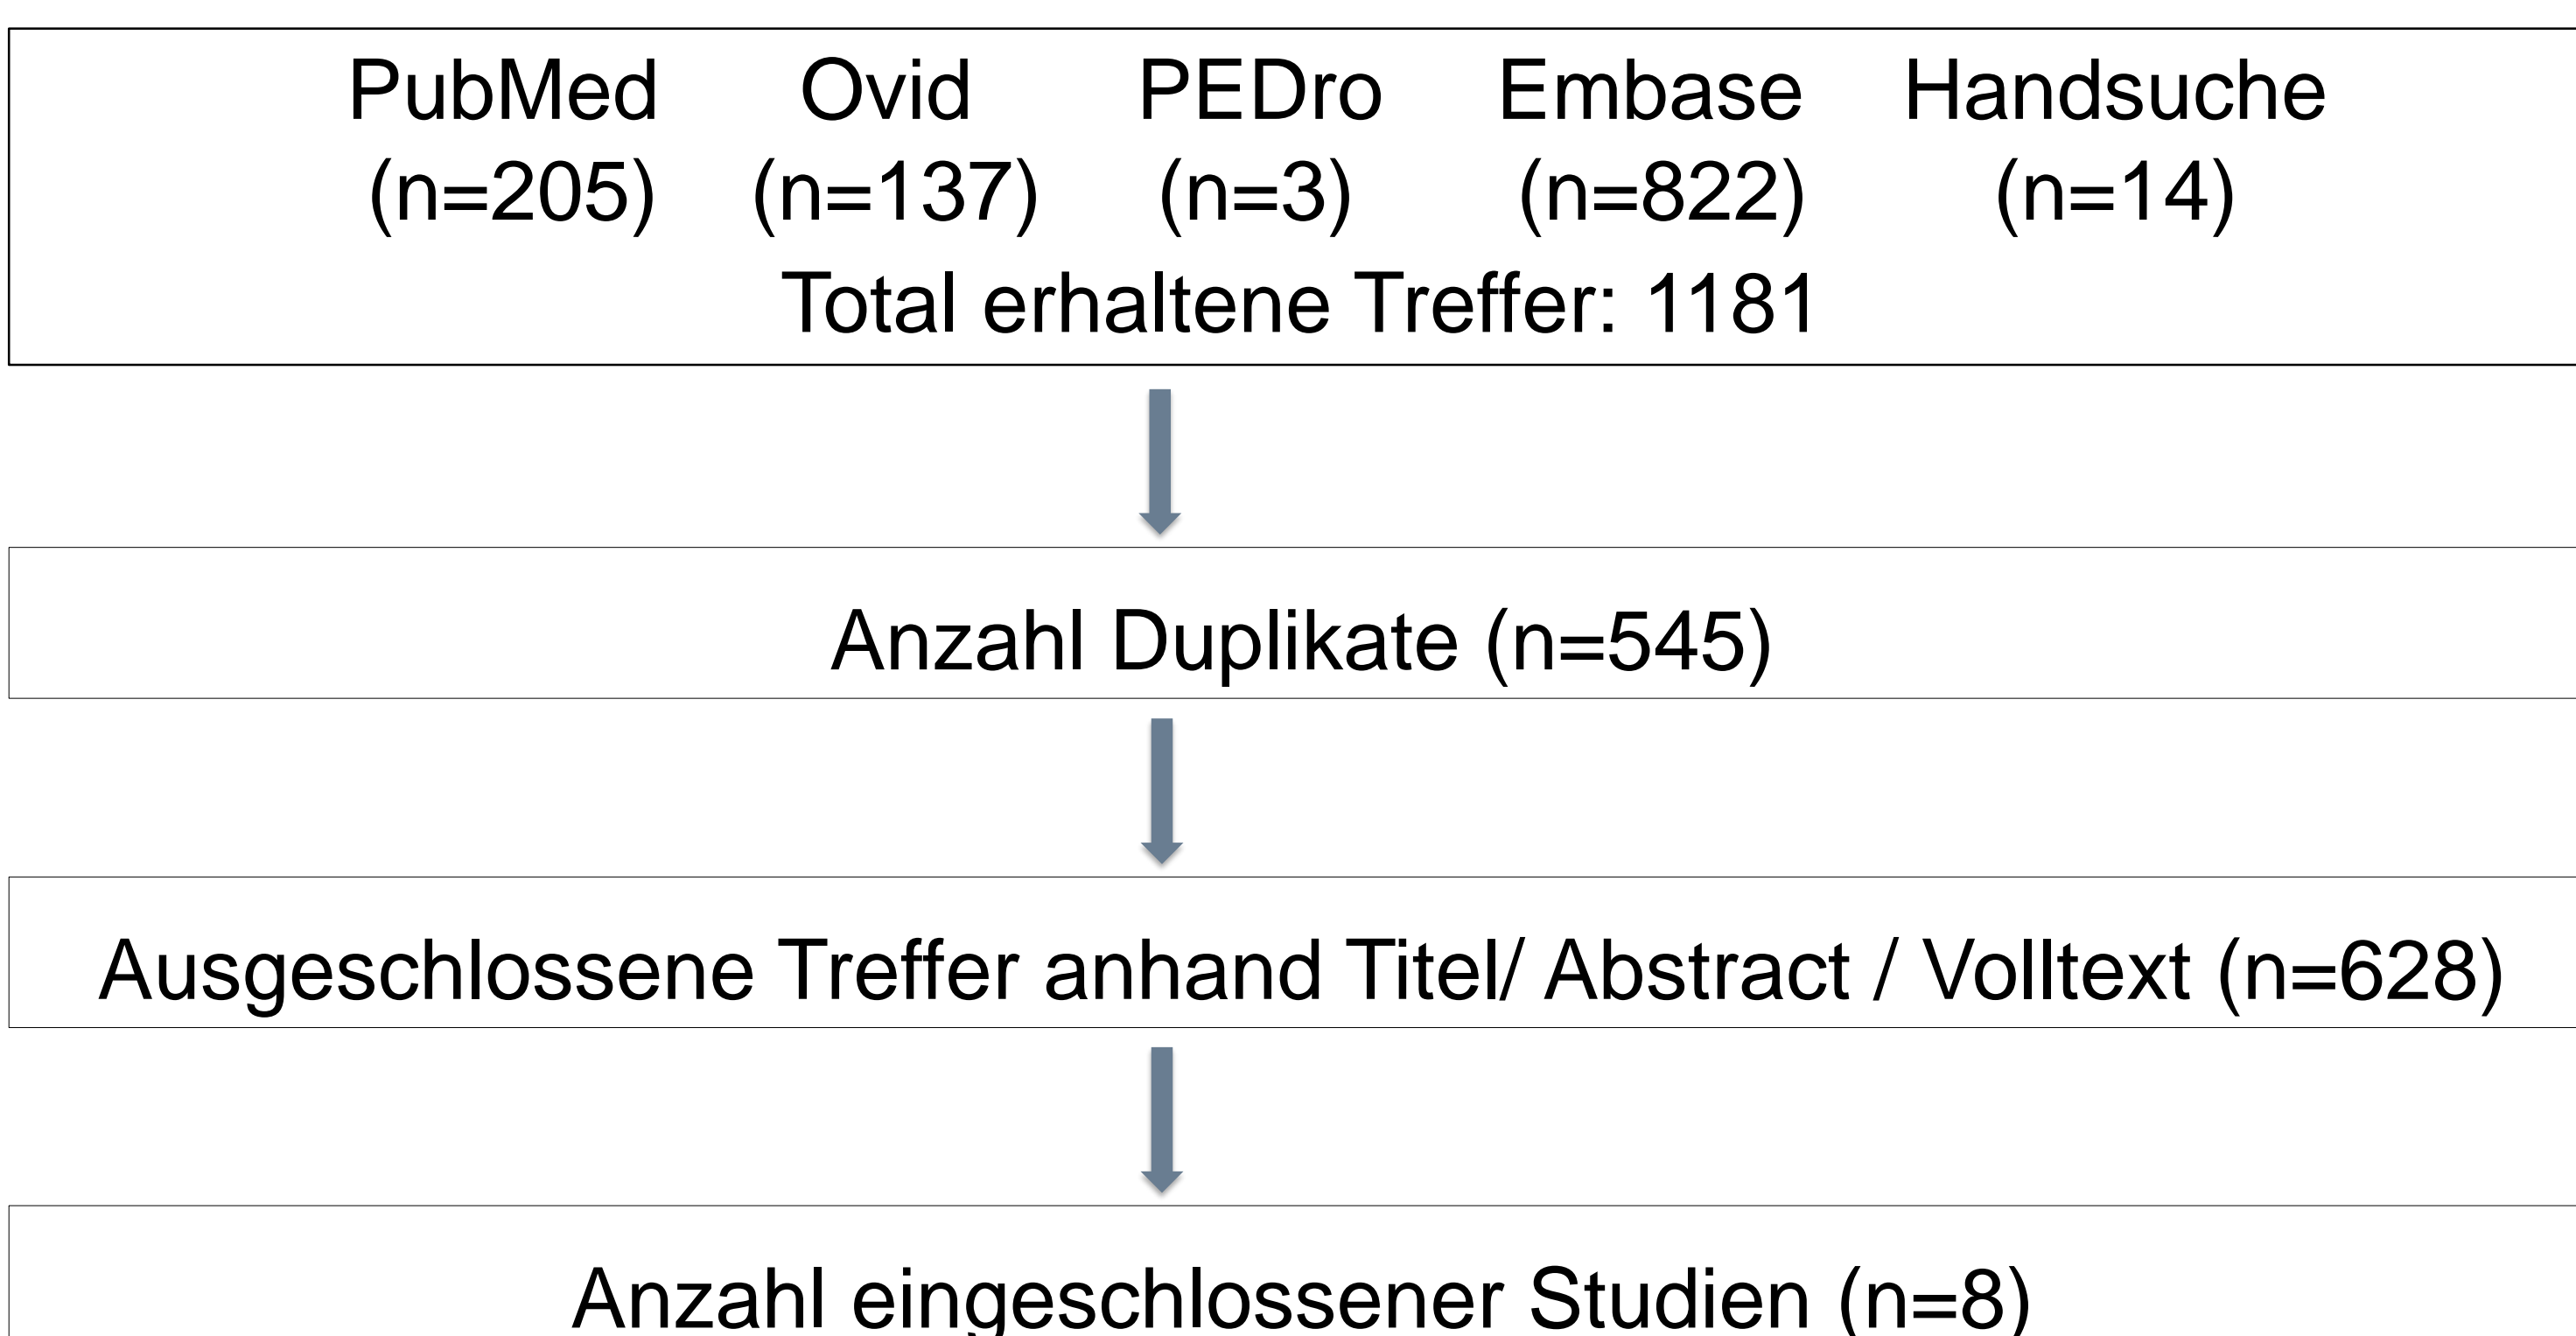 PubMed Ovid PEDro Embase Handsuche
(n=205) (n=137) (n=3) (n=822) (n=14)
Total erhaltene Treffer: 1181
Anzahl Duplikate (n=545)
Ausgeschlossene Treffer anhand Titel/ Abstract / Volltext (n=628)
Anzahl eingeschlossener Studien (n=8)